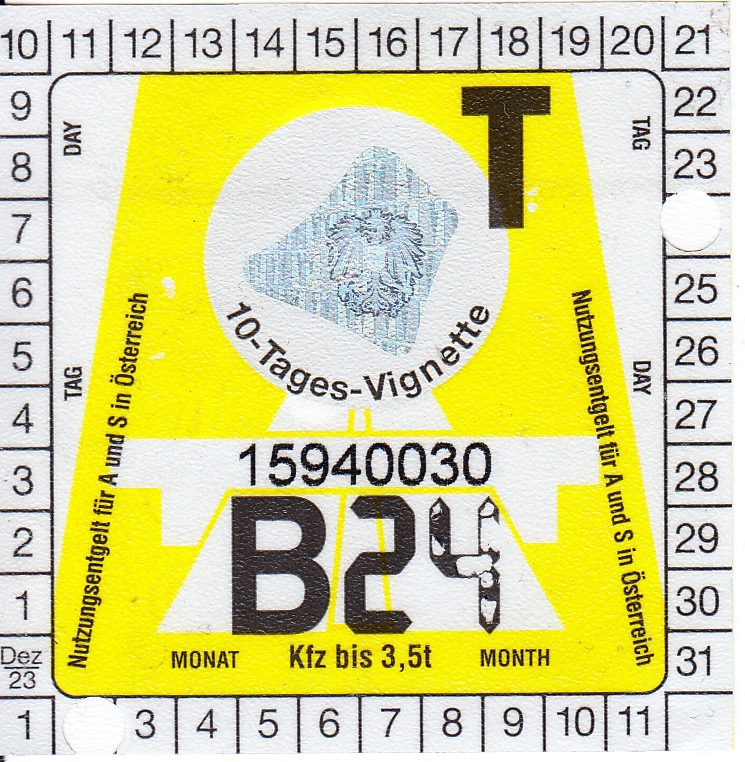 10 11 12 13 14 15 16 17 18 19 20 21
9 DAY T TAG 22
8 23
7
6 25
5 TAG DAY 26
4 27
3 28
2 29
1 30
Dez 23 31
10-Tages-Vignette
Nutzungsentgelt für A und S in Österreich
Nutzungsentgelt für A und S in Österreich
15940030
B24
MONAT Kfz bis 3,5t MONTH
1 3 4 5 6 7 8 9 10 11